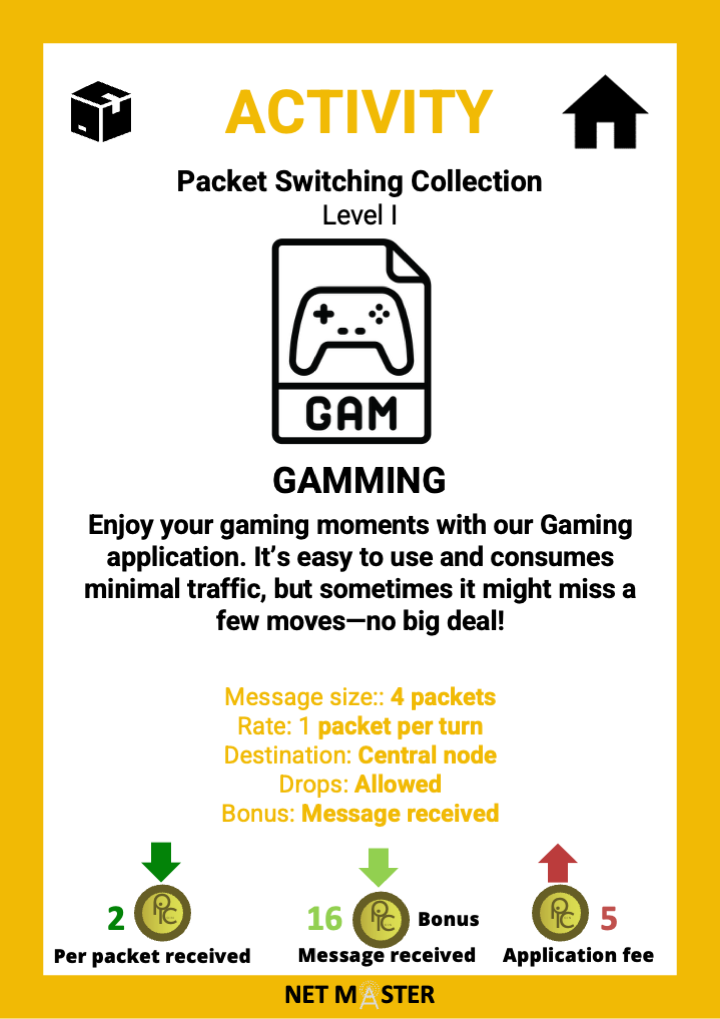 ACTIVITY
Packet Switching Collection
Level I
GAM
GAMMING
Enjoy your gaming moments with our Gaming
application. It’s easy to use and consumes
minimal traffic, but sometimes it might miss a
few moves—no big deal!
Message size:: 4 packets
Rate: 1 packet per turn
Destination: Central node
Drops: Allowed
Bonus: Message received
2
Per packet received
16 Bonus
Message received
5
Application fee
NET MASTER